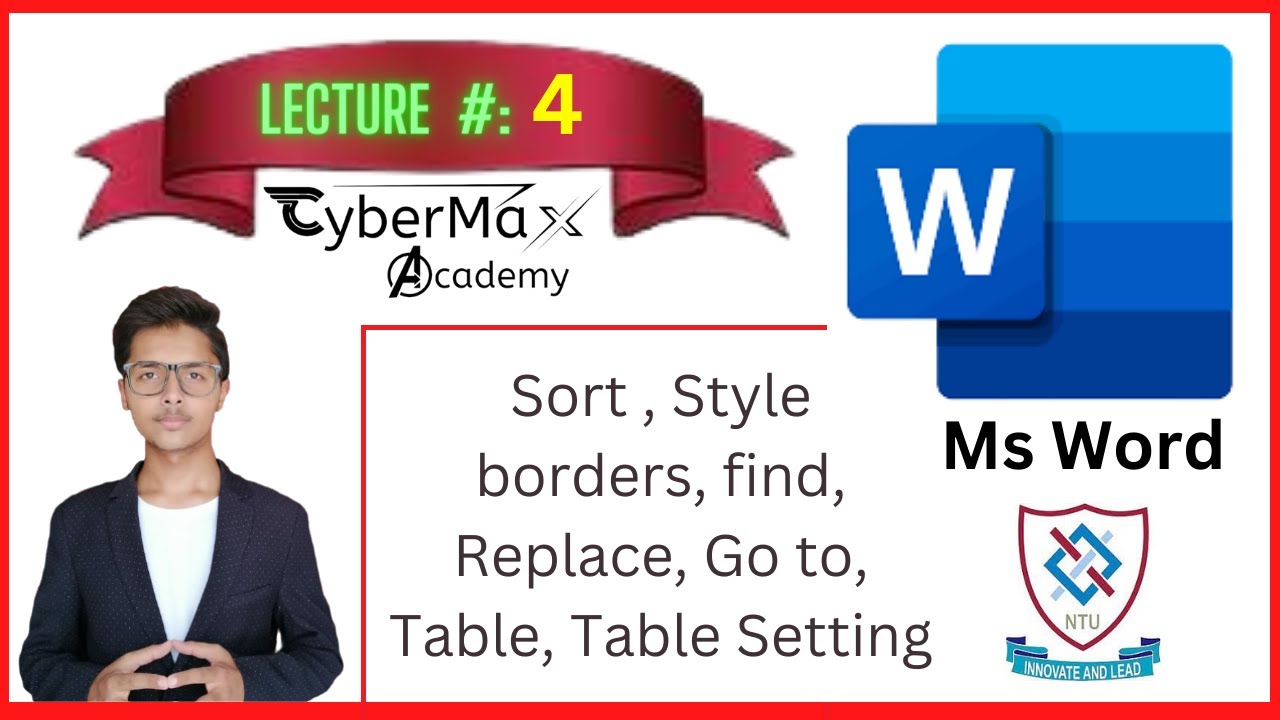 LECTURE #: 4
CyberMax
Academy
W
Ms Word
Sort , Style
borders, find,
Replace, Go to,
Table, Table Setting
NTU
INNOVATE AND LEAD